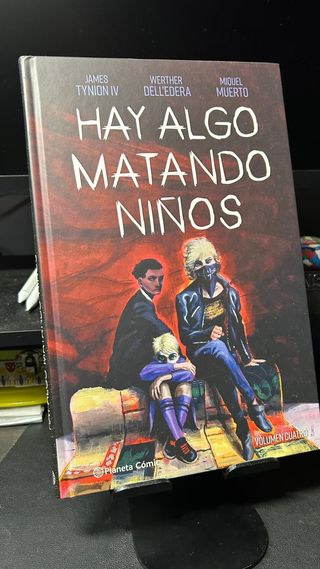 JAMES
TYNION IV
WERTHER
DELL'EDERA
MIQUEL
MUERTO
HAY ALGO
MATANDO
NIÑOS
VOLUMEN CUATRO
Planeta Cómic